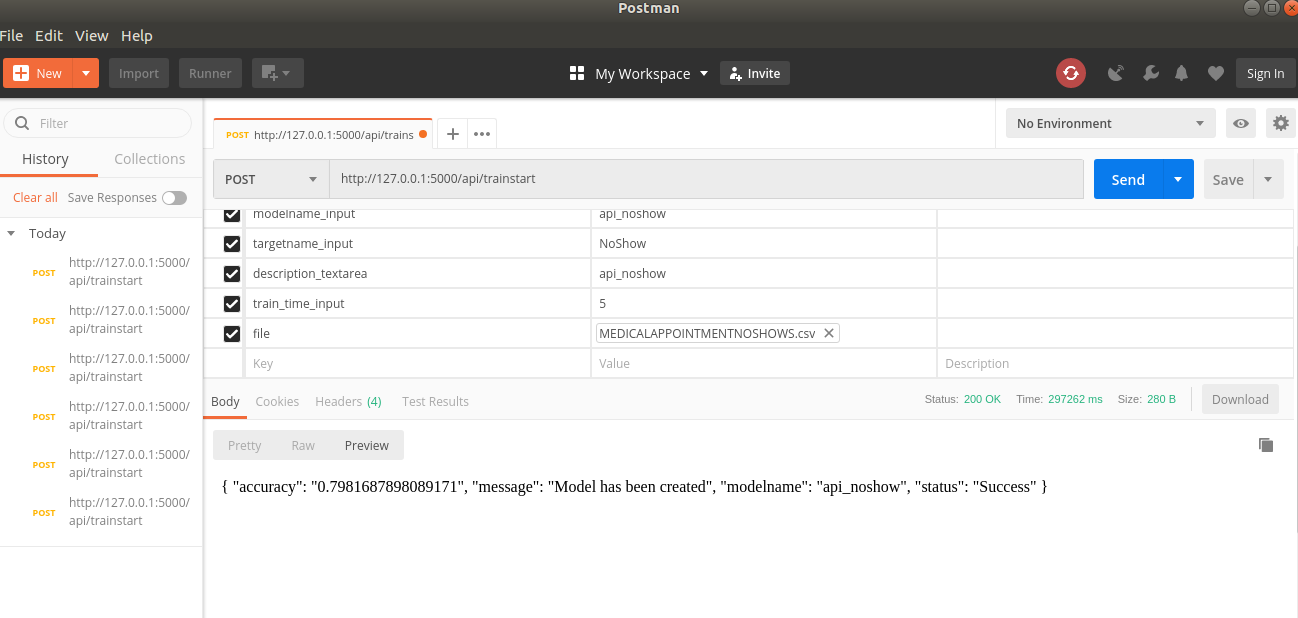 Postman
File Edit View Help
New Import Runner My Workspace Invite Sign In
Filter
History Collections
Clear all Save Responses
Today
POST http://127.0.0.1:5000/
api/trainstart
POST http://127.0.0.1:5000/
api/trainstart
POST http://127.0.0.1:5000/
api/trainstart
POST http://127.0.0.1:5000/
api/trainstart
POST http://127.0.0.1:5000/
api/trainstart
POST http://127.0.0.1:5000/
api/trainstart
POST http://127.0.0.1:5000/api/trains
No Environment
POST http://127.0.0.1:5000/api/trainstart Send Save
modelname_input api_noshow
targetname_input NoShow
description_textarea api_noshow
train_time_input 5
file MEDICALAPPOINTMENTNOSHOWS.csv
Key Value Description
Body Cookies Headers (4) Test Results Status: 200 OK Time: 297262 ms Size: 280 B Download
Pretty Raw Preview
{ "accuracy": "0.7981687898089171", "message": "Model has been created", "modelname": "api_noshow", "status": "Success" }